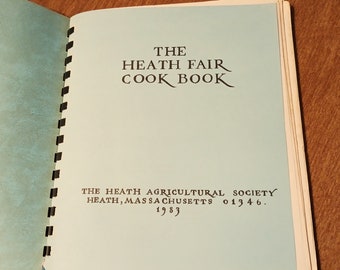 THE
HEATH FAIR
COOK BOOK
THE HEATH AGRICULTURAL SOCIETY
HEATH, MASSACHUSETTS 01346.
1983